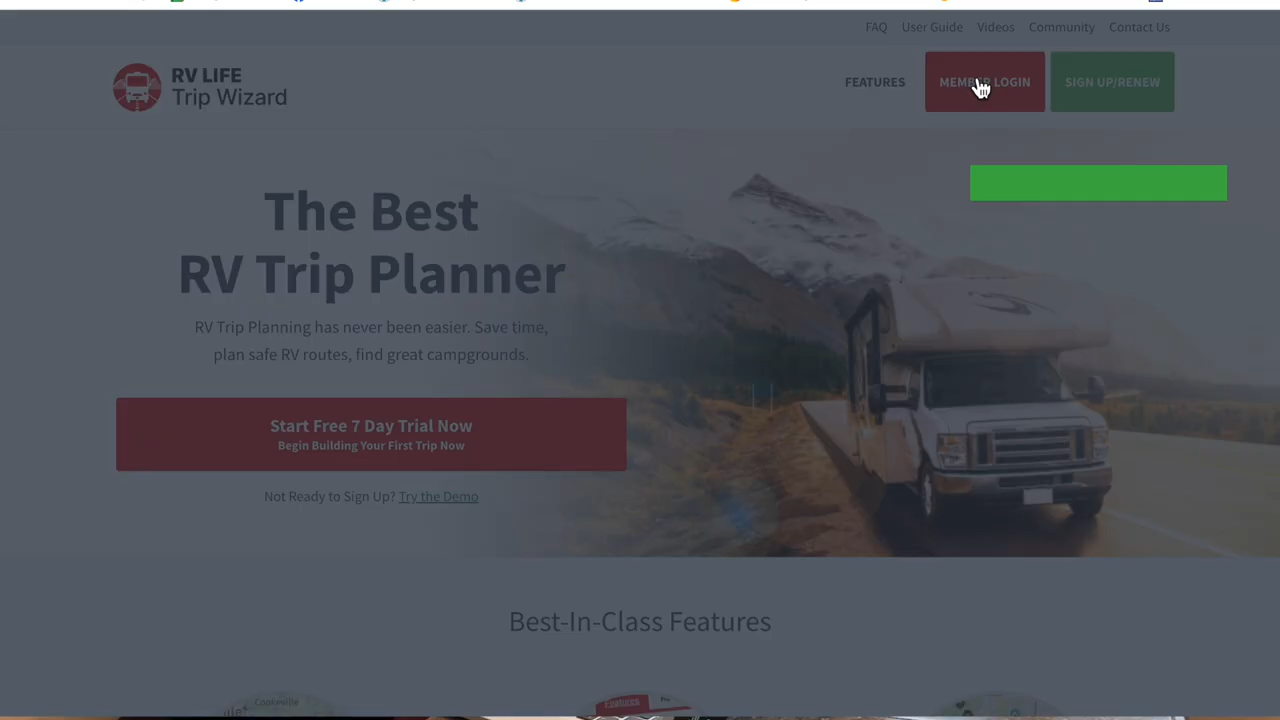 FAQ User Guide Videos Community Contact Us
RV LIFE
Trip Wizard
FEATURES MEMBER LOGIN SIGN UP/RENEW
The Best
RV Trip Planner
RV Trip Planning has never been easier. Save time,
plan safe RV routes, find great campgrounds.
Start Free 7 Day Trial Now
Begin Building Your First Trip Now
Not Ready to Sign Up? Try the Demo
Best-In-Class Features
Cookeville
Features